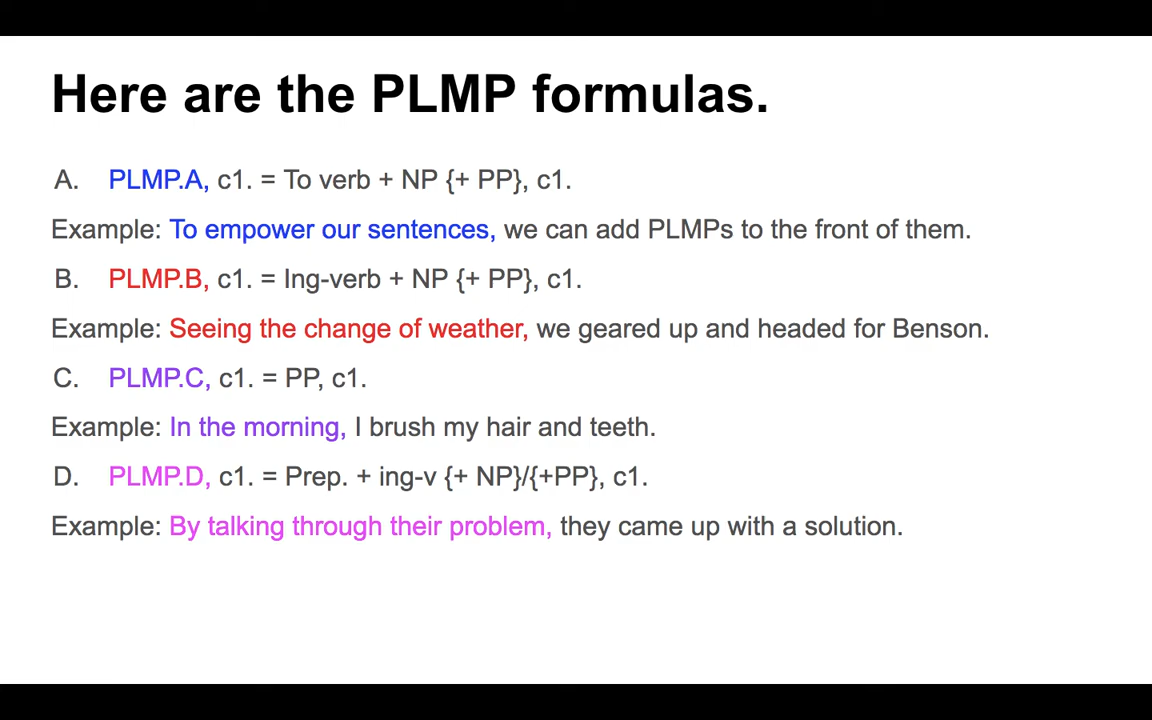 Here are the PLMP formulas.
A. PLMP.A, c1. = To verb + NP {+ PP}, c1.
Example: To empower our sentences, we can add PLMPs to the front of them.
B. PLMP.B, c1. = Ing-verb + NP {+ PP}, c1.
Example: Seeing the change of weather, we geared up and headed for Benson.
C. PLMP.C, c1. = PP, c1.
Example: In the morning, I brush my hair and teeth.
D. PLMP.D, c1. = Prep. + ing-v {+ NP}/{+PP}, c1.
Example: By talking through their problem, they came up with a solution.